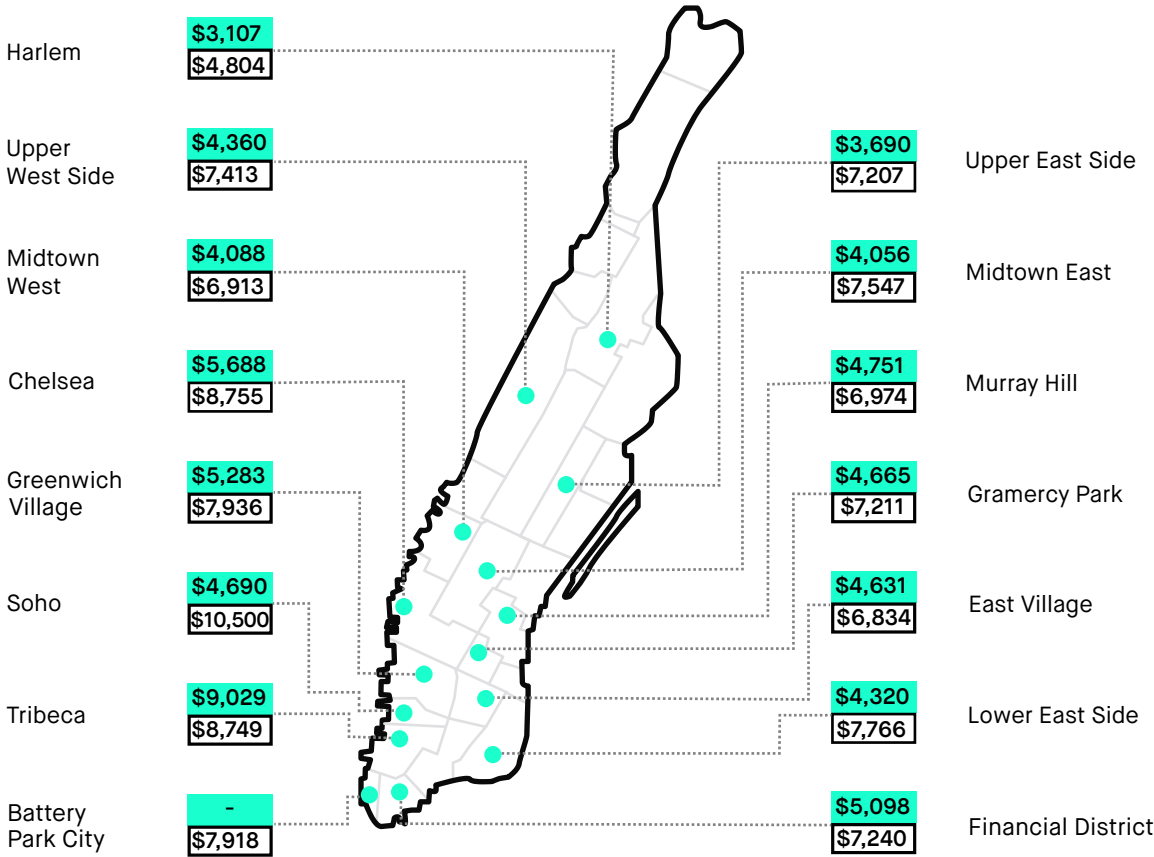 Harlem
$3,107
$4,804
Upper
West Side
$4,360
$7,413
Midtown
West
$4,088
$6,913
Chelsea
$5,688
$8,755
Greenwich
Village
$5,283
$7,936
Soho
$4,690
$10,500
Tribeca
$9,029
$8,749
Battery
Park City
-
$7,918
$3,690
$7,207
Upper East Side
$4,056
$7,547
Midtown East
$4,751
$6,974
Murray Hill
$4,665
$7,211
Gramercy Park
$4,631
$6,834
East Village
$4,320
$7,766
Lower East Side
$5,098
$7,240
Financial District